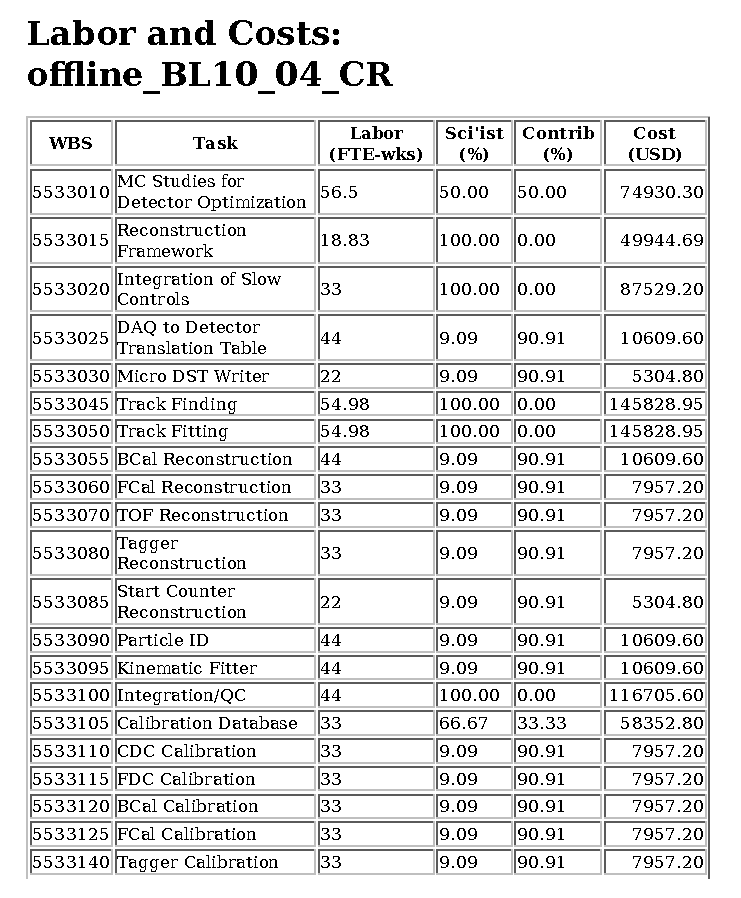 Labor and Costs:
offline_BL10_04_CR
WBS Task Labor (FTE-wks) Sci'ist (%) Contrib (%) Cost (USD)
5533010 MC Studies for Detector Optimization 56.5 50.00 50.00 74930.30
5533015 Reconstruction Framework 18.83 100.00 0.00 49944.69
5533020 Integration of Slow Controls 33 100.00 0.00 87529.20
5533025 DAQ to Detector Translation Table 44 9.09 90.91 10609.60
5533030 Micro DST Writer 22 9.09 90.91 5304.80
5533045 Track Finding 54.98 100.00 0.00 145828.95
5533050 Track Fitting 54.98 100.00 0.00 145828.95
5533055 BCal Reconstruction 44 9.09 90.91 10609.60
5533060 FCal Reconstruction 33 9.09 90.91 7957.20
5533070 TOF Reconstruction 33 9.09 90.91 7957.20
5533080 Tagger Reconstruction 33 9.09 90.91 7957.20
5533085 Start Counter Reconstruction 22 9.09 90.91 5304.80
5533090 Particle ID 44 9.09 90.91 10609.60
5533095 Kinematic Fitter 44 9.09 90.91 10609.60
5533100 Integration/QC 44 100.00 0.00 116705.60
5533105 Calibration Database 33 66.67 33.33 58352.80
5533110 CDC Calibration 33 9.09 90.91 7957.20
5533115 FDC Calibration 33 9.09 90.91 7957.20
5533120 BCal Calibration 33 9.09 90.91 7957.20
5533125 FCal Calibration 33 9.09 90.91 7957.20
5533140 Tagger Calibration 33 9.09 90.91 7957.20